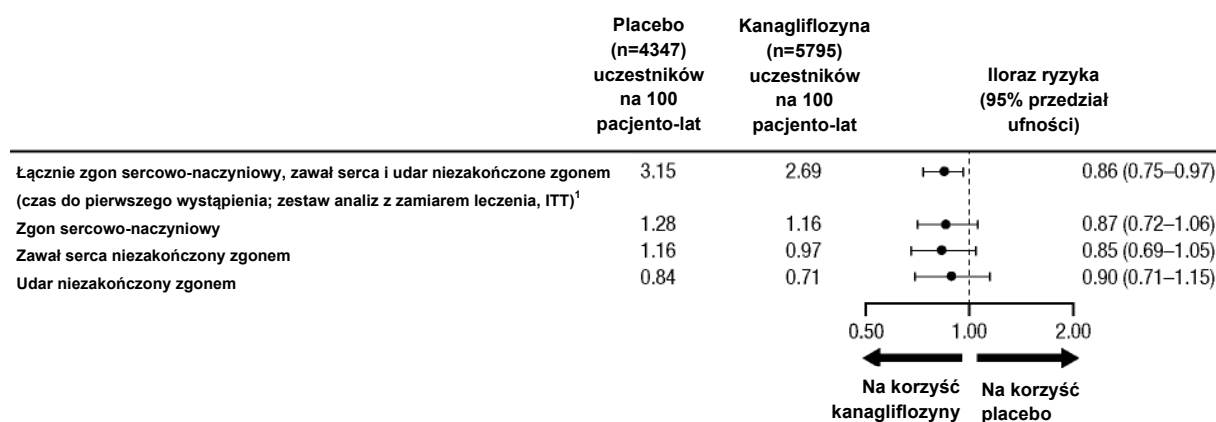 Placebo
(n=4347)
uczestników
na 100
pacjento-lat
Kanagliflozyna
(n=5795)
uczestników
na 100
pacjento-lat
Iloraz ryzyka
(95% przedział
ufności)
Łącznie zgon sercowo-naczyniowy, zawał serca i udar niezakończone zgonem 3.15 2.69 0.86 (0.75–0.97)
(czas do pierwszego wystąpienia; zestaw analiz z zamiarem leczenia, ITT)¹
Zgon sercowo-naczyniowy 1.28 1.16 0.87 (0.72–1.06)
Zawał serca niezakończony zgonem 1.16 0.97 0.85 (0.69–1.05)
Udar niezakończony zgonem 0.84 0.71 0.90 (0.71–1.15)
0.50 1.00 2.00
Na korzyść
kanagliflozyny
Na korzyść
placebo